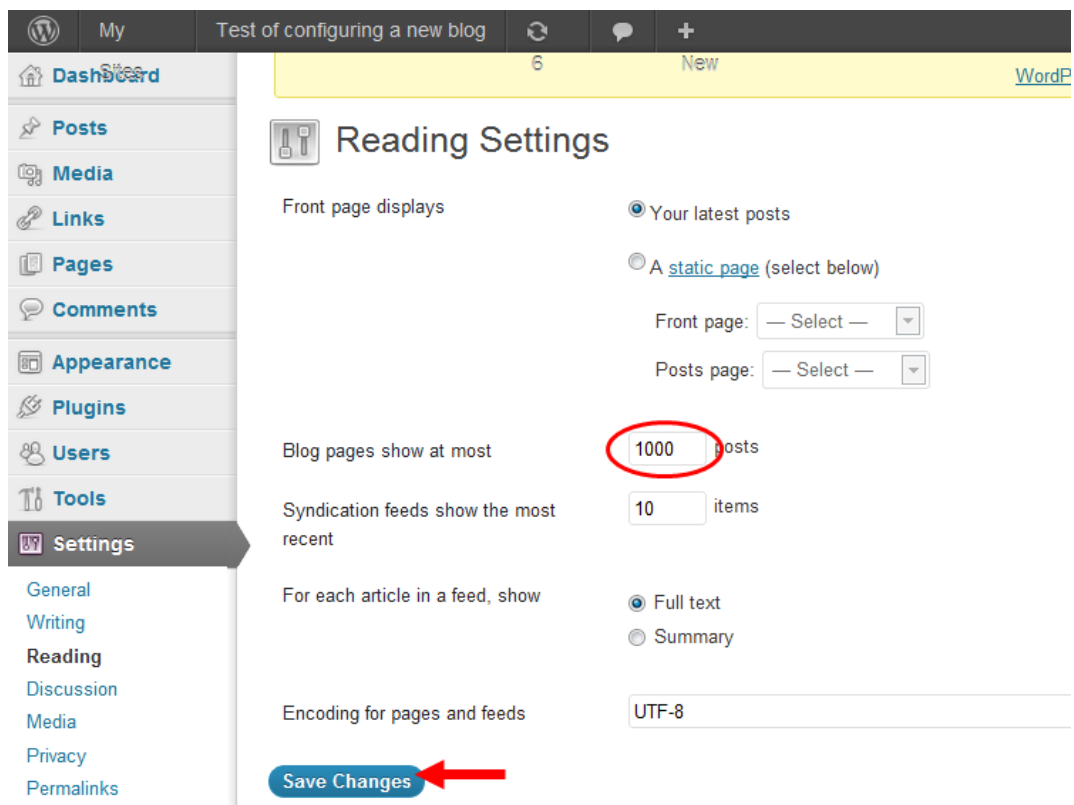 My Sites
Test of configuring a new blog
6
New
WordP
Dashboard
Posts
Media
Links
Pages
Comments
Appearance
Plugins
Users
Tools
Settings
General
Writing
Reading
Discussion
Media
Privacy
Permalinks
Reading Settings
Front page displays
Your latest posts
A static page (select below)
Front page: — Select —
Posts page: — Select —
Blog pages show at most 1000 posts
Syndication feeds show the most
recent
10 items
For each article in a feed, show
Full text
Summary
Encoding for pages and feeds UTF-8
Save Changes